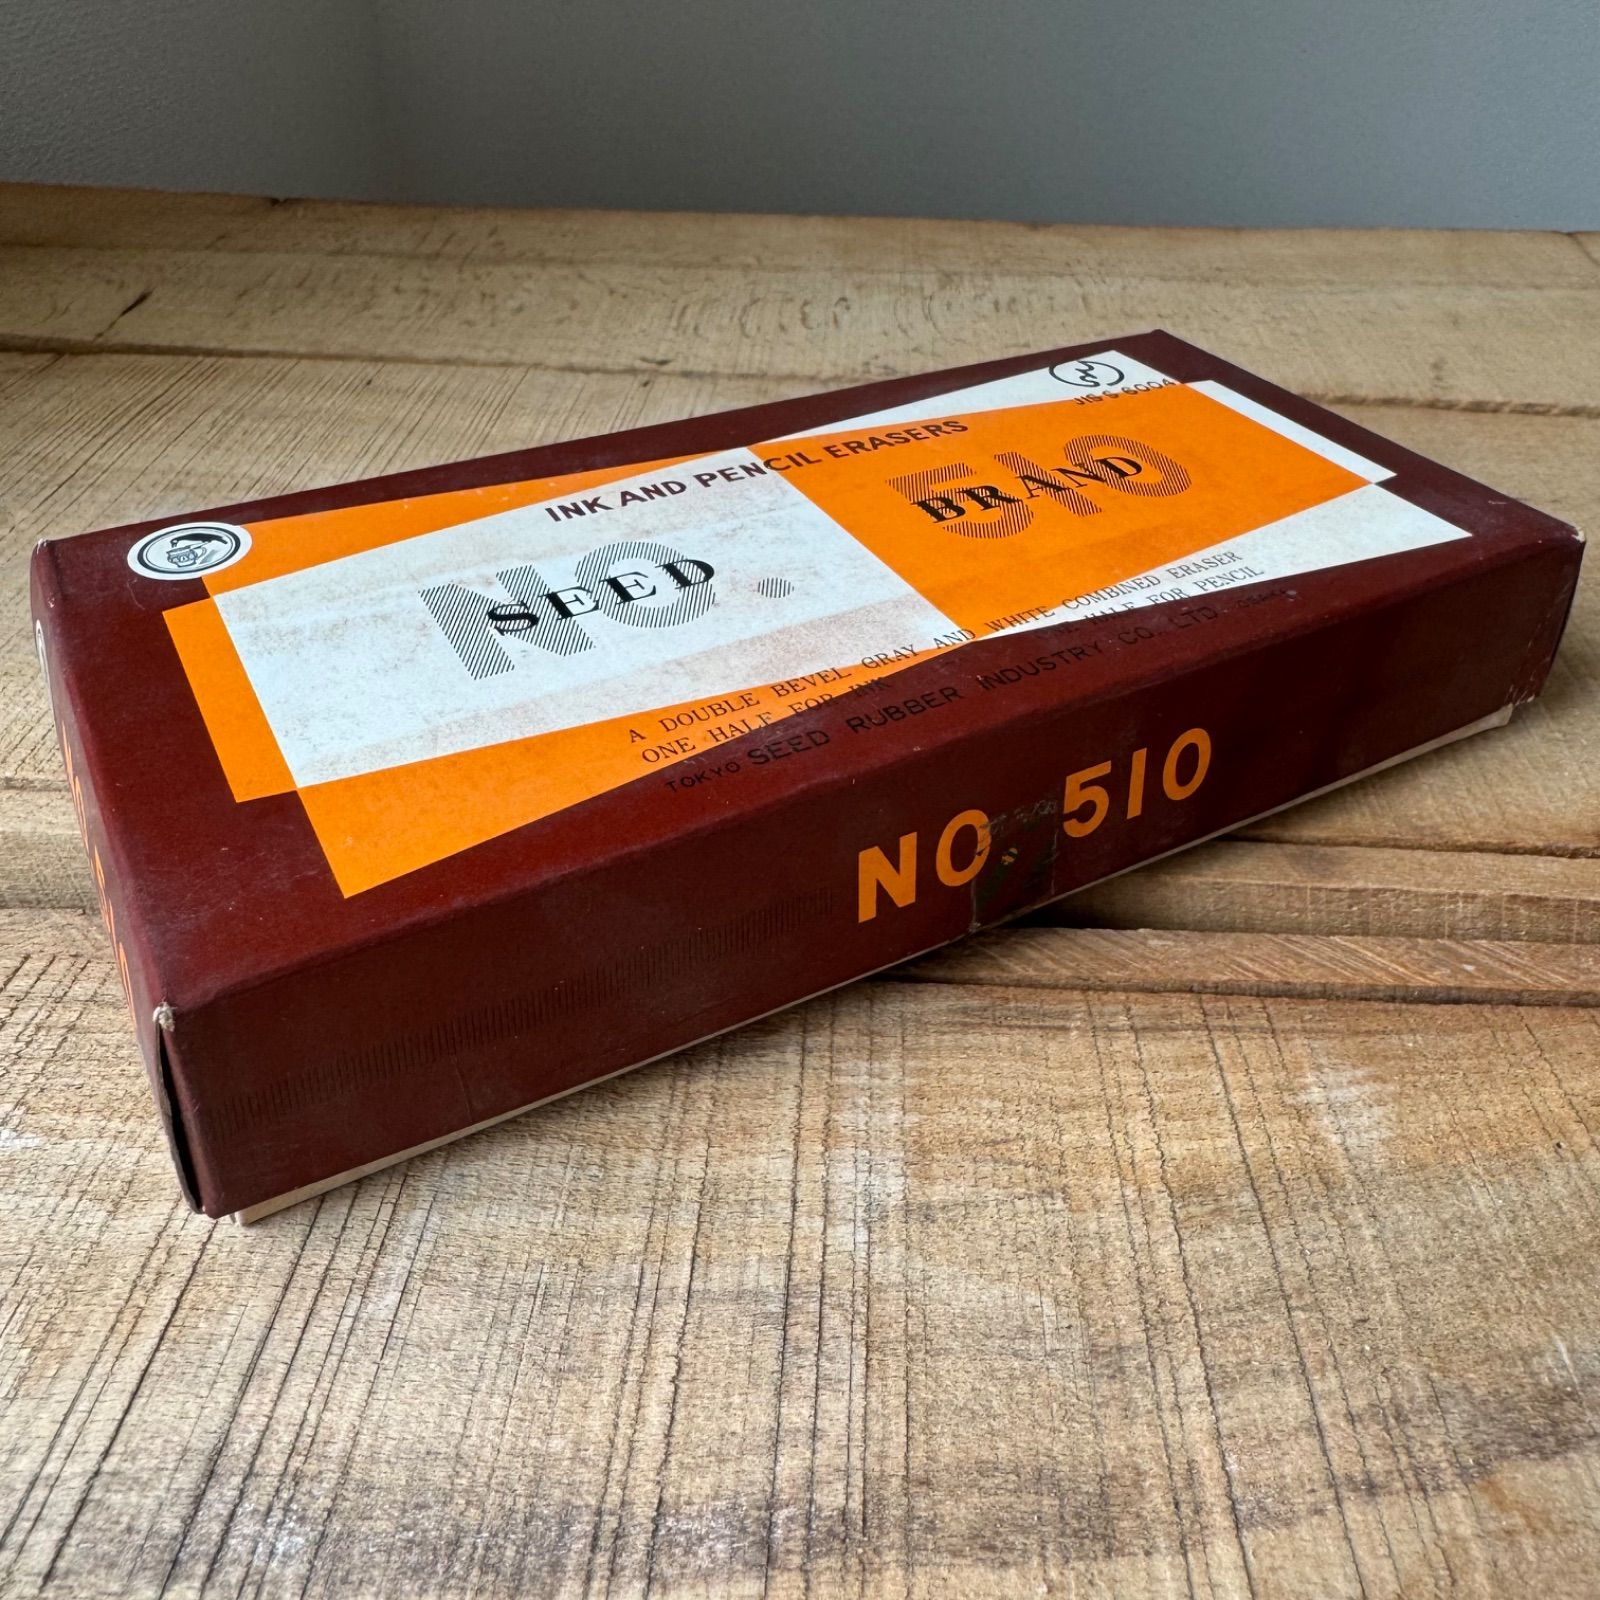 JIS S 6004
INK AND PENCIL ERASERS
NO. 510
SEED BRAND
A DOUBLE BEVEL GRAY AND WHITE COMBINED ERASER
ONE HALF FOR INK HALF FOR PENCIL
TOKYO SEED RUBBER INDUSTRY CO. LTD. OSAKA
NO. 510